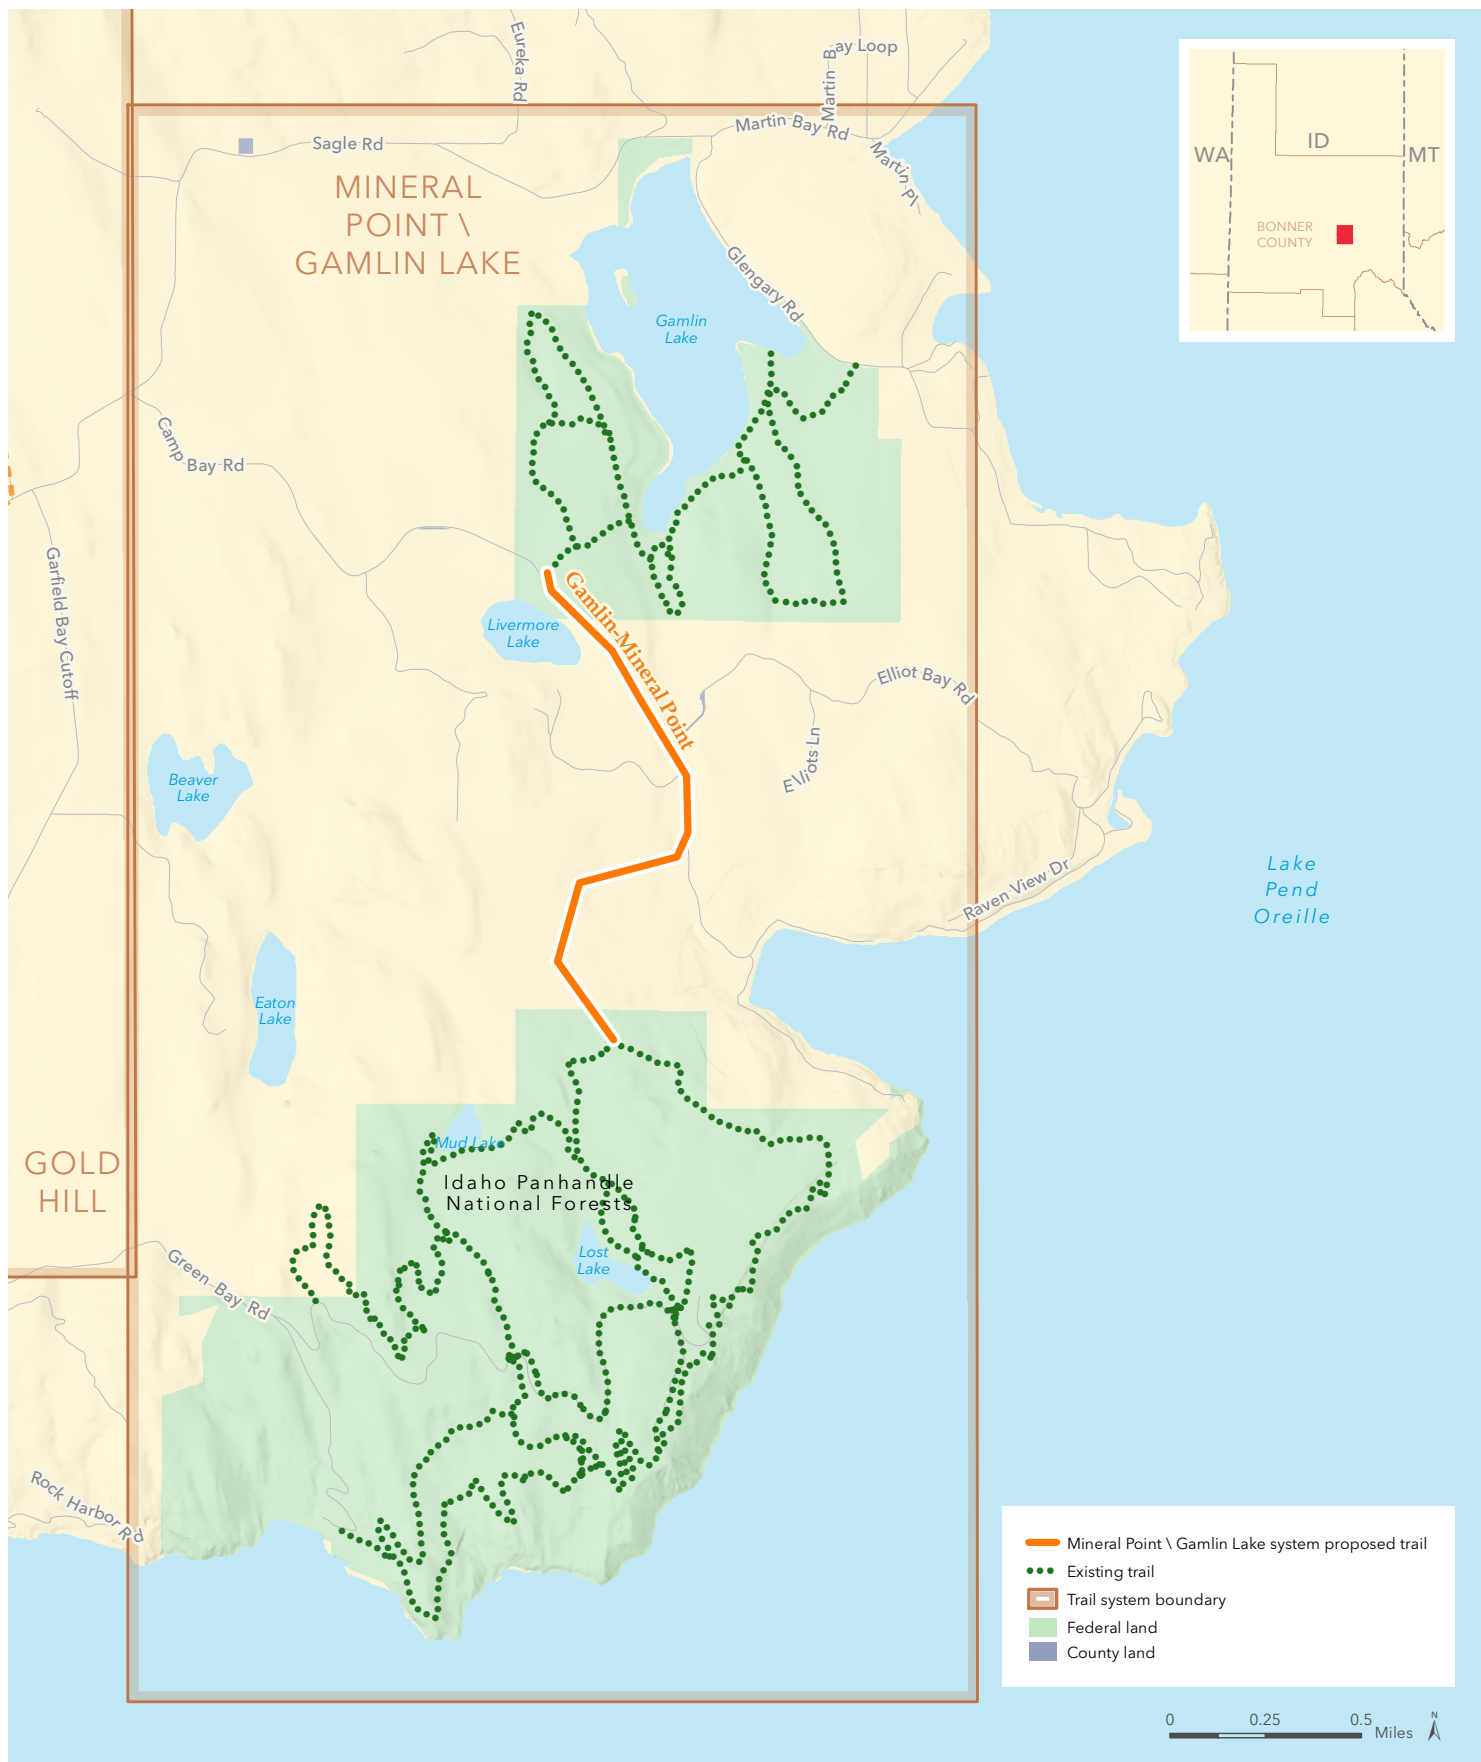 Eureka Rd
Martin Bay Loop
Sagle Rd
Martin Bay Rd
Martin Pl
MINERAL
POINT \
GAMLIN LAKE
Glengary Rd
Gamlin
Lake
WA
ID
MT
BONNER
COUNTY
Camp Bay Rd
Garfield Bay Cutoff
Gamlin-Mineral Point
Livermore
Lake
Elliot Bay Rd
Elliots Ln
Beaver
Lake
Raven View Dr
Lake
Pend
Oreille
Eaton
Lake
Mud Lake
GOLD
HILL
Idaho Panhandle
National Forests
Lost
Lake
Green Bay Rd
Rock Harbor Rd
Mineral Point \ Gamlin Lake system proposed trail
Existing trail
Trail system boundary
Federal land
County land
0 0.25 0.5
Miles
N